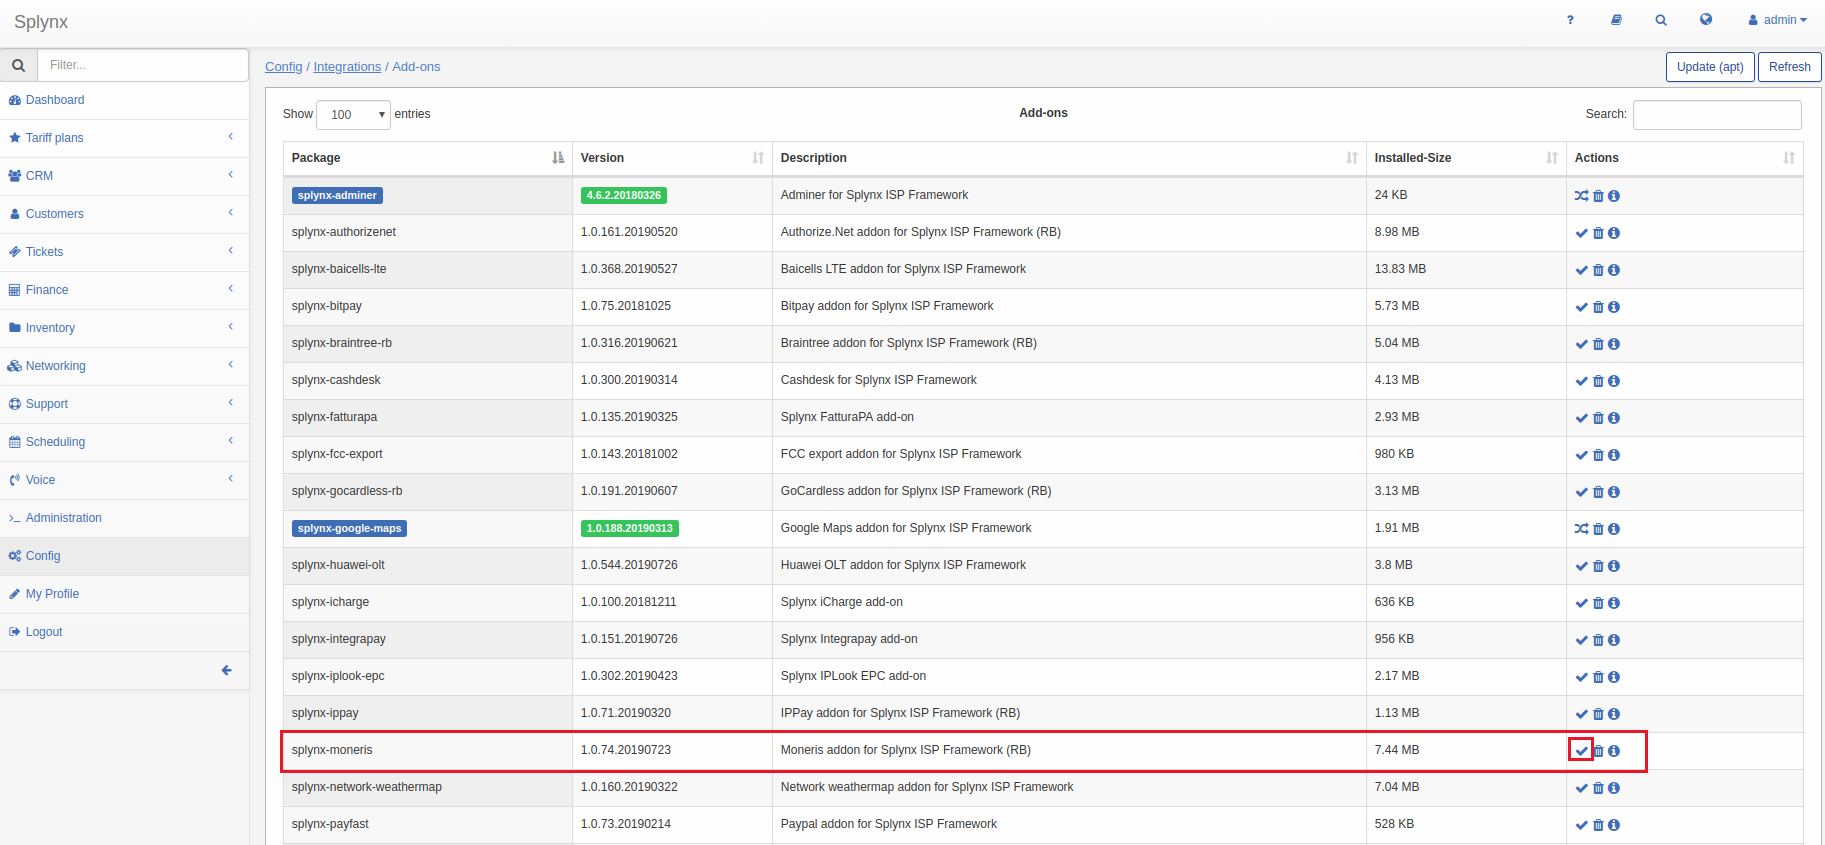 Splynx
? admin
Filter...
Dashboard
Tariff plans
CRM
Customers
Tickets
Finance
Inventory
Networking
Support
Scheduling
Voice
Administration
Config
My Profile
Logout
Config / Integrations / Add-ons
Update (apt) Refresh
Show 100 entries Add-ons Search:
Package Version Description Installed-Size Actions
splynx-adminer 4.6.2.20180326 Adminer for Splynx ISP Framework 24 KB
splynx-authorizenet 1.0.161.20190520 Authorize.Net addon for Splynx ISP Framework (RB) 8.98 MB
splynx-baicells-lte 1.0.368.20190527 Baicells LTE addon for Splynx ISP Framework 13.83 MB
splynx-bitpay 1.0.75.20181025 Bitpay addon for Splynx ISP Framework 5.73 MB
splynx-braintree-rb 1.0.316.20190621 Braintree addon for Splynx ISP Framework (RB) 5.04 MB
splynx-cashdesk 1.0.300.20190314 Cashdesk for Splynx ISP Framework 4.13 MB
splynx-fatturapa 1.0.135.20190325 Splynx FatturaPA add-on 2.93 MB
splynx-fcc-export 1.0.143.20181002 FCC export addon for Splynx ISP Framework 980 KB
splynx-gocardless-rb 1.0.191.20190607 GoCardless addon for Splynx ISP Framework (RB) 3.13 MB
splynx-google-maps 1.0.188.20190313 Google Maps addon for Splynx ISP Framework 1.91 MB
splynx-huawei-olt 1.0.544.20190726 Huawei OLT addon for Splynx ISP Framework 3.8 MB
splynx-icharge 1.0.100.20181211 Splynx iCharge add-on 636 KB
splynx-integrapay 1.0.151.20190726 Splynx Integrapay add-on 956 KB
splynx-iplook-epc 1.0.302.20190423 Splynx IPLook EPC add-on 2.17 MB
splynx-ippay 1.0.71.20190320 IPPay addon for Splynx ISP Framework (RB) 1.13 MB
splynx-moneris 1.0.74.20190723 Moneris addon for Splynx ISP Framework (RB) 7.44 MB
splynx-network-weathermap 1.0.160.20190322 Network weathermap addon for Splynx ISP Framework 7.04 MB
splynx-payfast 1.0.73.20190214 Paypal addon for Splynx ISP Framework 528 KB